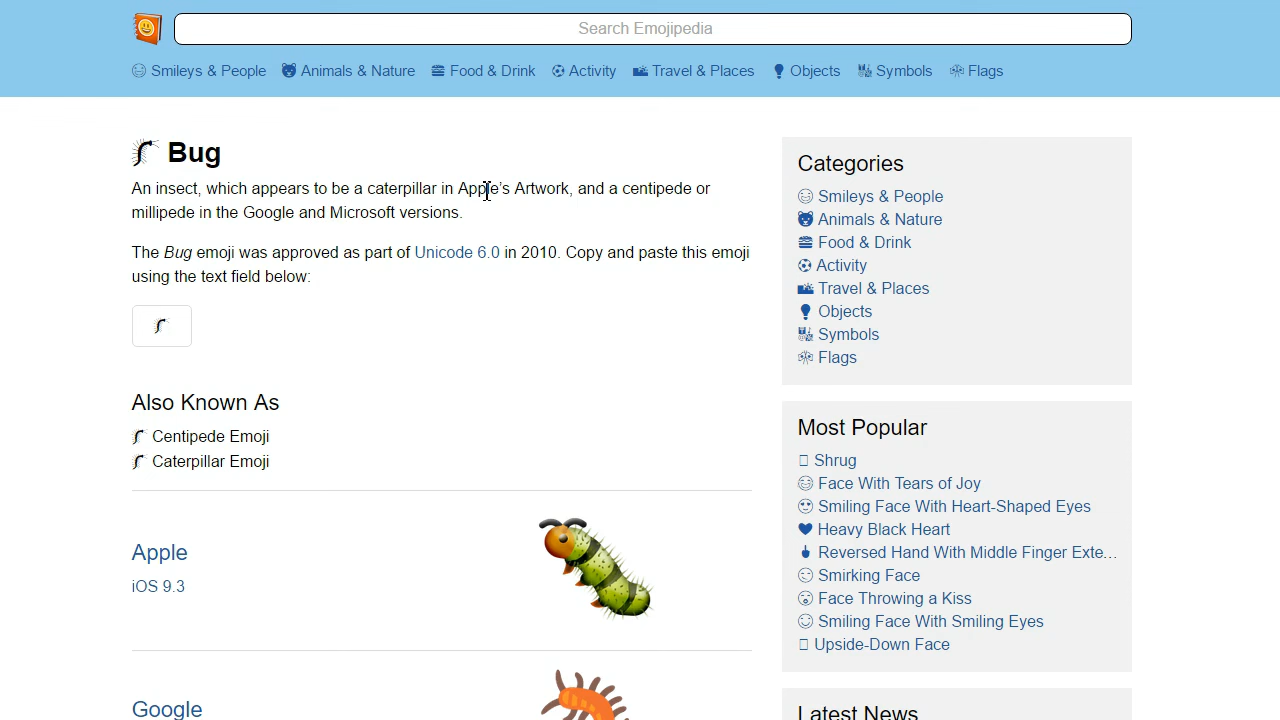 Search Emojipedia
Smileys & People Animals & Nature Food & Drink Activity Travel & Places Objects Symbols Flags
Bug
An insect, which appears to be a caterpillar in Apple’s Artwork, and a centipede or
millipede in the Google and Microsoft versions.
The Bug emoji was approved as part of Unicode 6.0 in 2010. Copy and paste this emoji
using the text field below:
Also Known As
Centipede Emoji
Caterpillar Emoji
Apple
iOS 9.3
Google
Categories
Smileys & People
Animals & Nature
Food & Drink
Activity
Travel & Places
Objects
Symbols
Flags
Most Popular
Shrug
Face With Tears of Joy
Smiling Face With Heart-Shaped Eyes
Heavy Black Heart
Reversed Hand With Middle Finger Exte...
Smirking Face
Face Throwing a Kiss
Smiling Face With Smiling Eyes
Upside-Down Face
Latest News